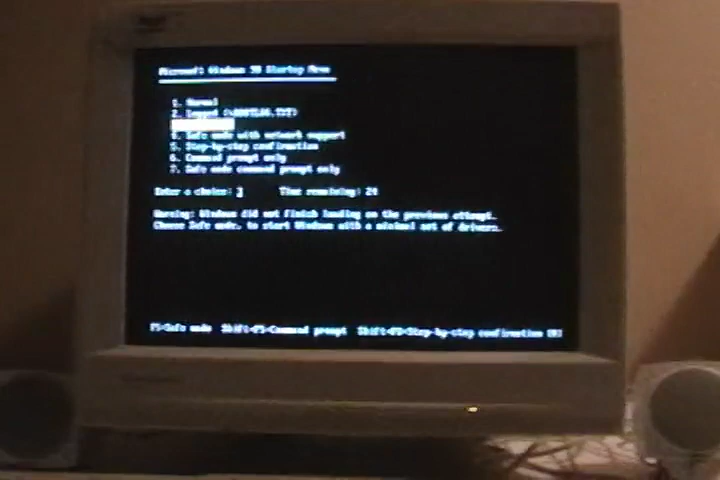 Microsoft Windows 98 Startup Menu
1. Normal
2. Logged (\BOOTLOG.TXT)
4. Safe mode with network support
5. Step-by-step confirmation
6. Command prompt only
7. Safe mode command prompt only
Enter a choice: 3 Time remaining: 24
Warning: Windows did not finish loading on the previous attempt.
Choose Safe mode, to start Windows with a minimal set of drivers.
F5=Safe mode Shift+F5=Command prompt Shift+F8=Step-by-step confirmation [N]